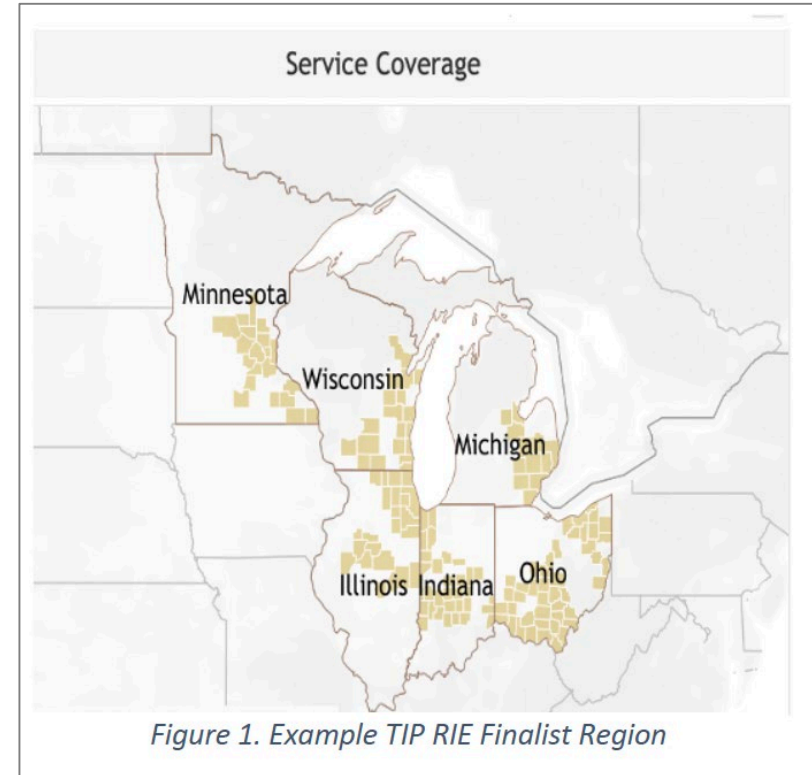 Service Coverage
Minnesota
Wisconsin
Michigan
Illinois Indiana Ohio
Figure 1. Example TIP RIE Finalist Region